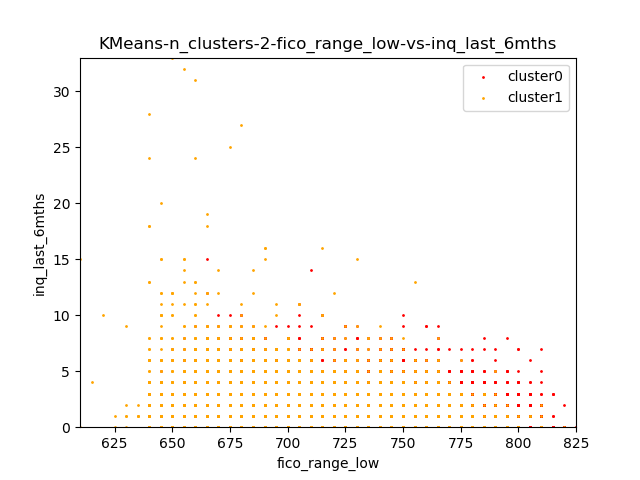 KMeans-n_clusters-2-fico_range_low-vs-inq_last_6mths
cluster0
cluster1
inq_last_6mths
30
25
20
15
10
5
0
625 650 675 700 725 750 775 800 825
fico_range_low